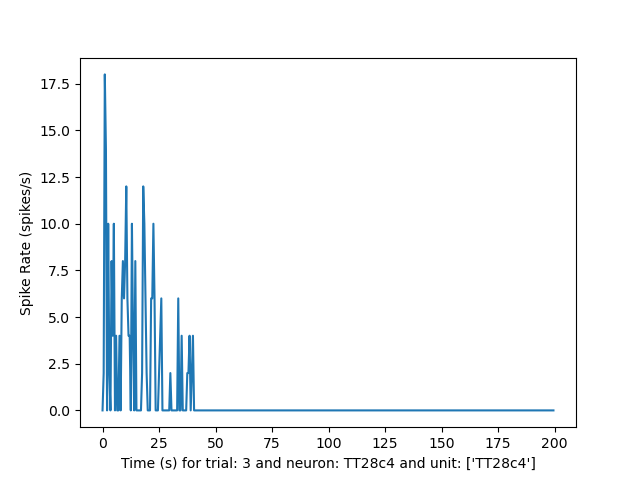 17.5
15.0
12.5
10.0
7.5
5.0
2.5
0.0
Spike Rate (spikes/s)
0 25 50 75 100 125 150 175 200
Time (s) for trial: 3 and neuron: TT28c4 and unit: ['TT28c4']